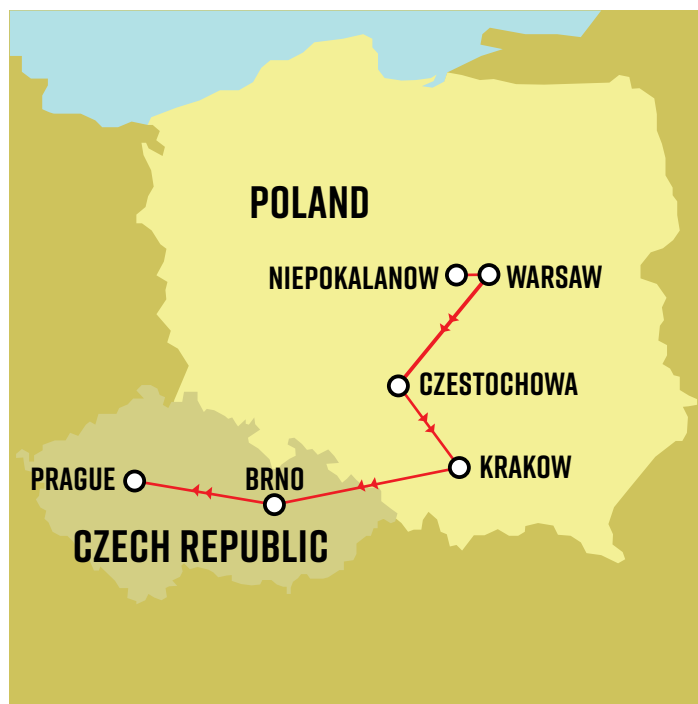 POLAND
NIEPOKALANOW
WARSAW
CZESTOCHOWA
KRAKOW
PRAGUE
BRNO
CZECH REPUBLIC